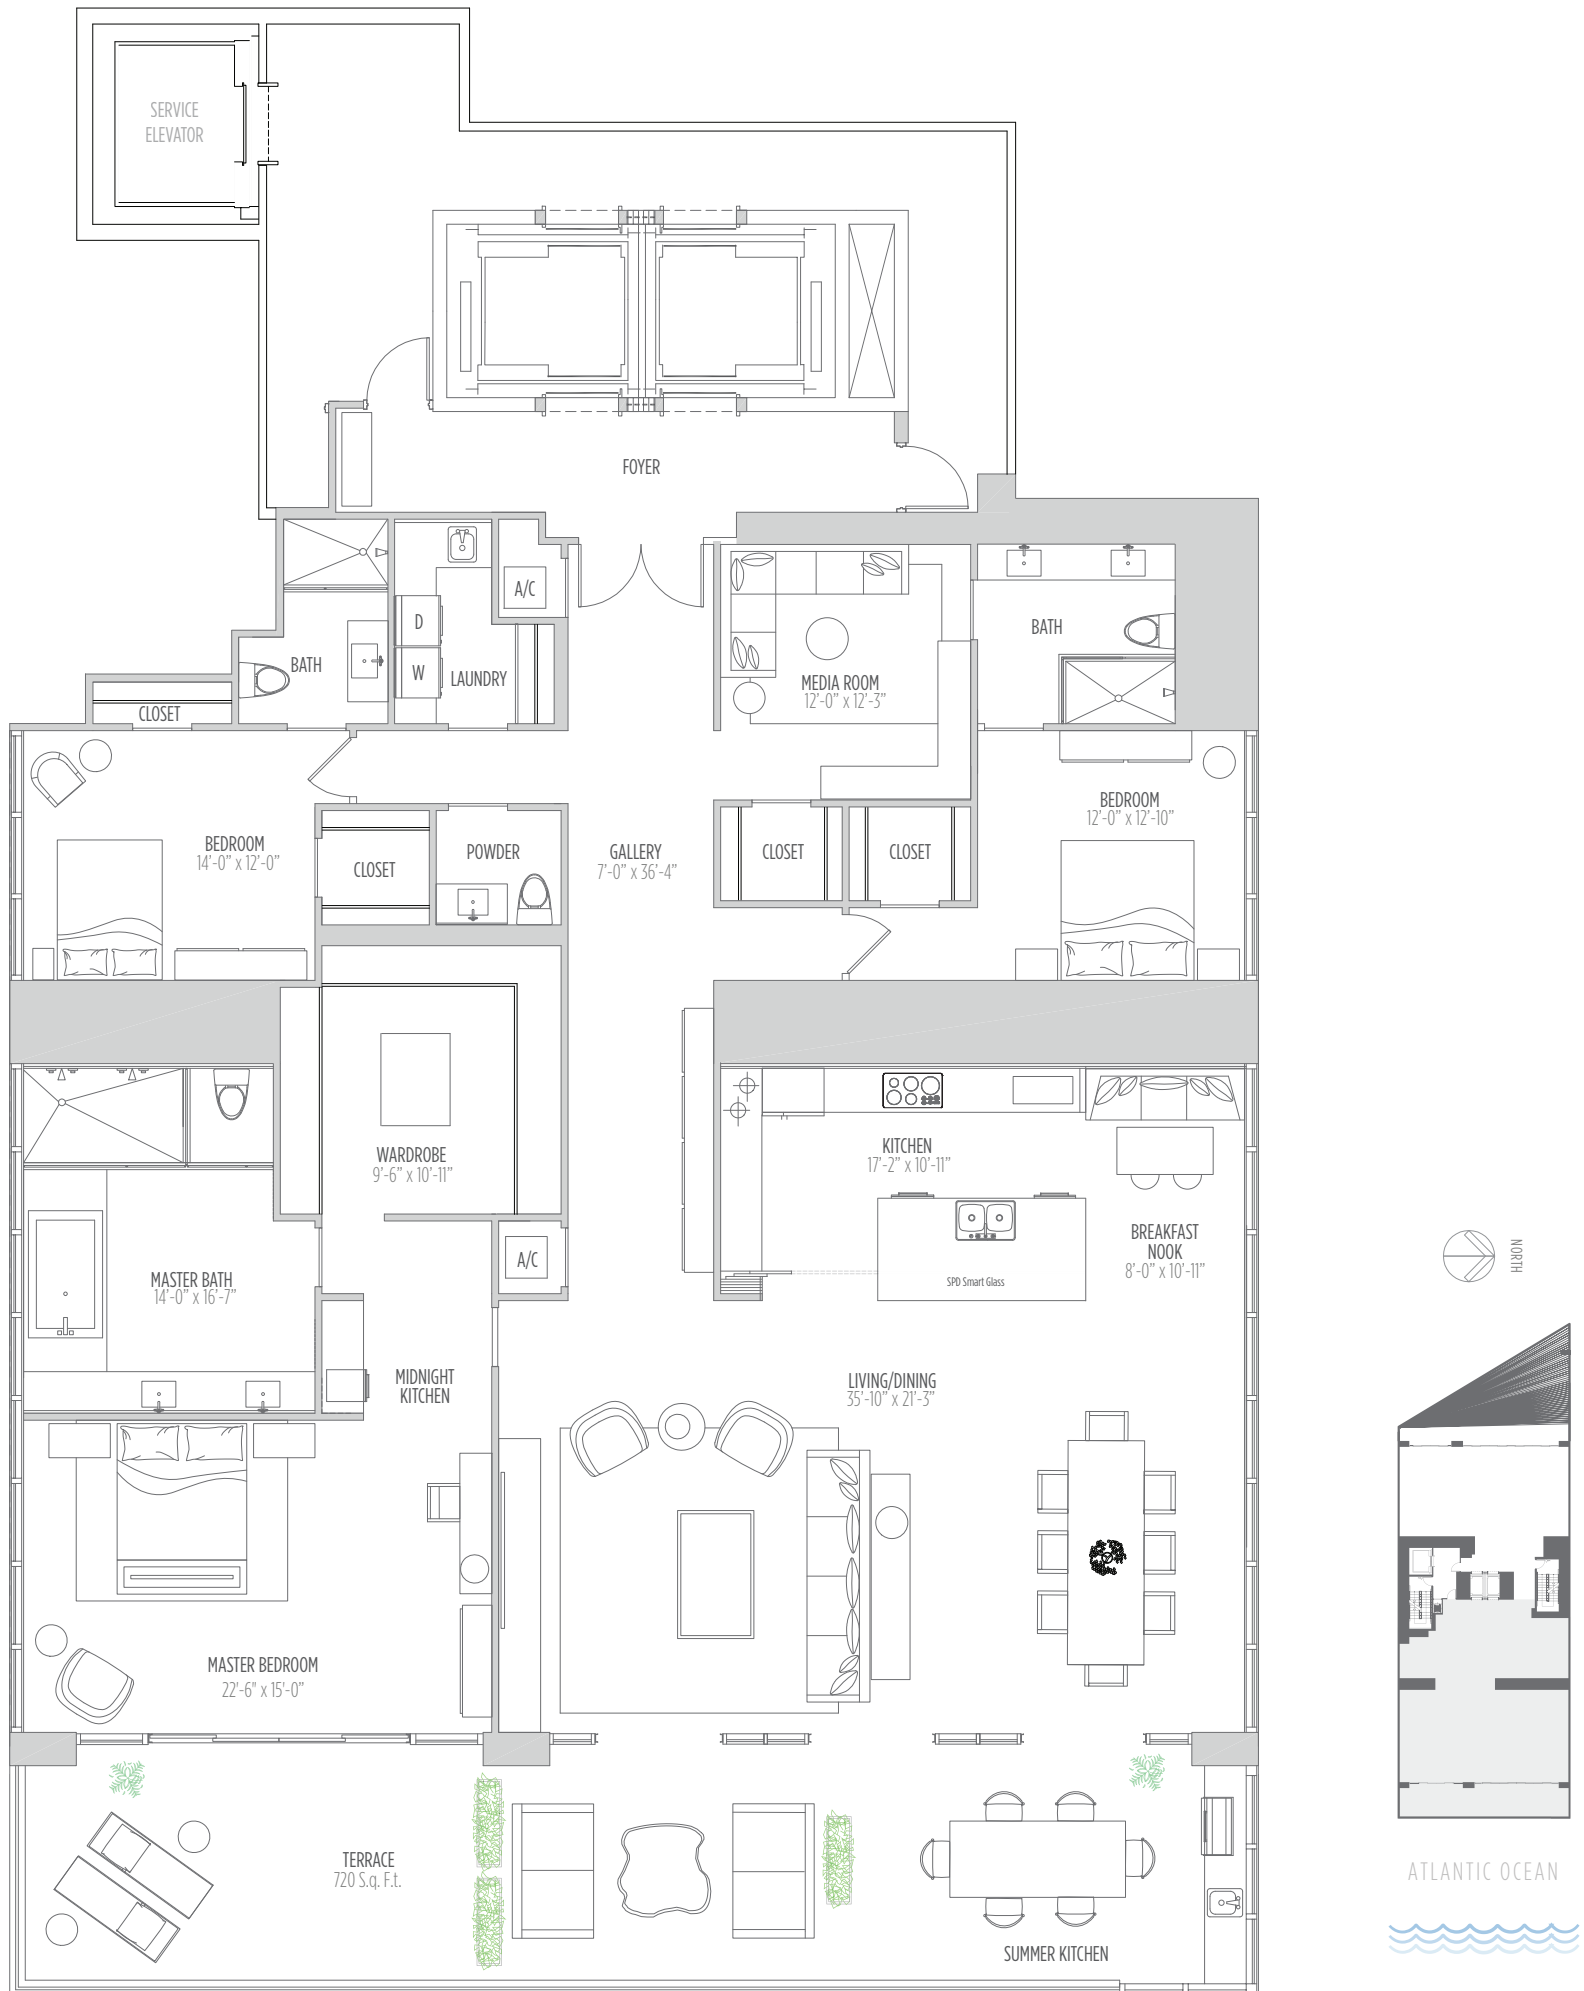 SERVICE
ELEVATOR
FOYER
A/C
D
W
BATH
LAUNDRY
CLOSET
MEDIA ROOM
12'-0" x 12'-3"
BATH
BEDROOM
14'-0" x 12'-0"
CLOSET
POWDER
GALLERY
7'-0" x 36'-4"
CLOSET
CLOSET
BEDROOM
12'-0" x 12'-10"
WARDROBE
9'-6" x 10'-11"
KITCHEN
17'-2" x 10'-11"
BREAKFAST
NOOK
8'-0" x 10'-11"
SPD Smart Glass
A/C
MASTER BATH
14'-0" x 16'-7"
MIDNIGHT
KITCHEN
LIVING/DINING
35'-10" x 21'-3"
MASTER BEDROOM
22'-6" x 15'-0"
TERRACE
720 S.q. F.t.
SUMMER KITCHEN
NORTH
ATLANTIC OCEAN